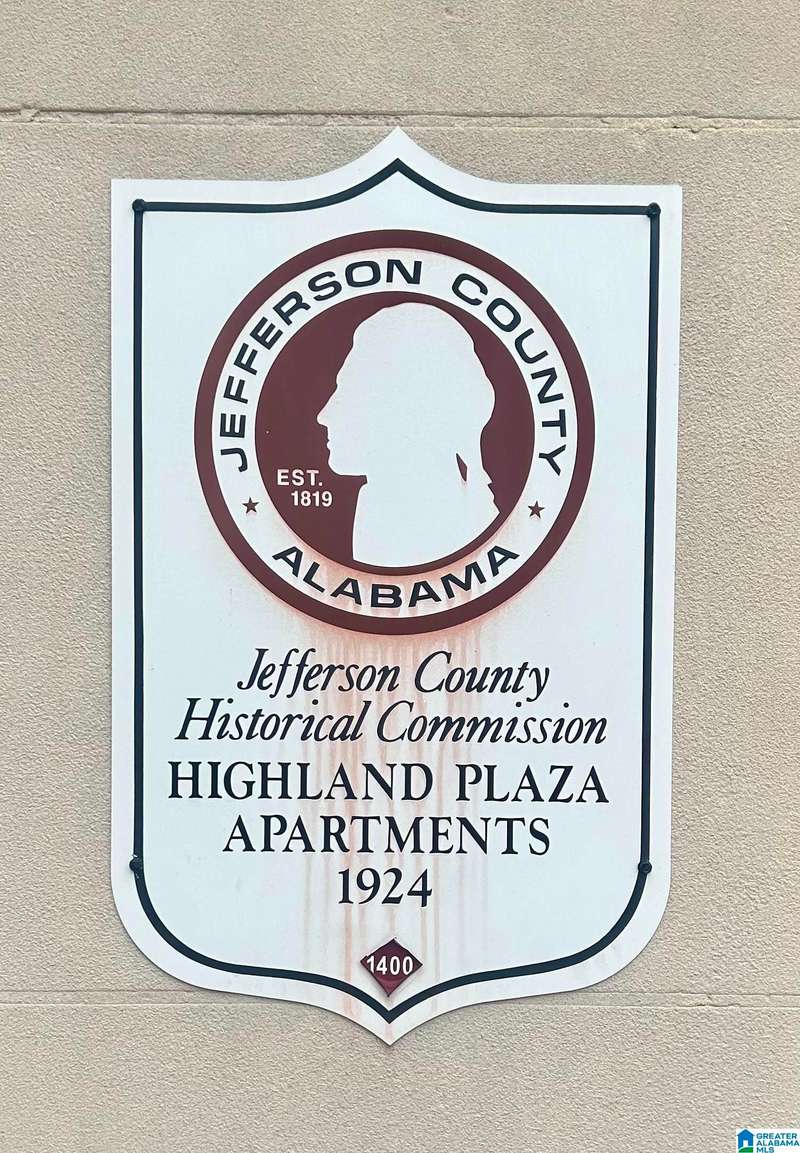 JEFFERSON COUNTY
EST.
1819
★ ALABAMA ★
Jefferson County
Historical Commission
HIGHLAND PLAZA
APARTMENTS
1924
1400
GREATER
ALABAMA
MLS